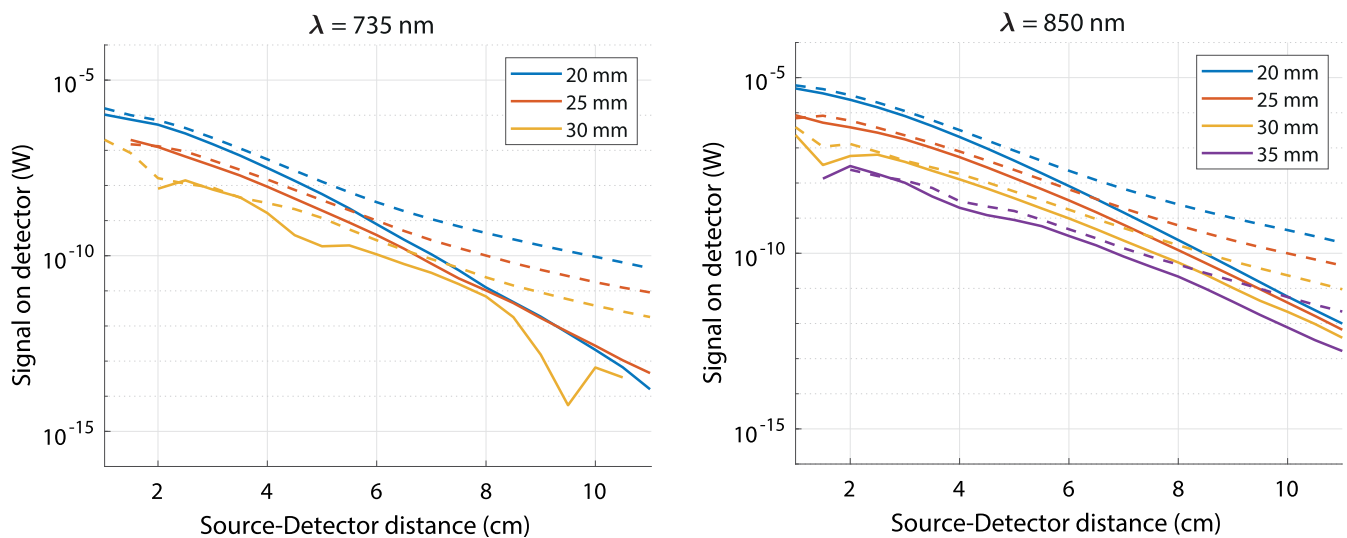 λ = 735 nm
Signal on detector (W)
10-5
10-10
10-15
20 mm
25 mm
30 mm
2 4 6 8 10
Source-Detector distance (cm)
λ = 850 nm
Signal on detector (W)
10-5
10-10
10-15
20 mm
25 mm
30 mm
35 mm
2 4 6 8 10
Source-Detector distance (cm)